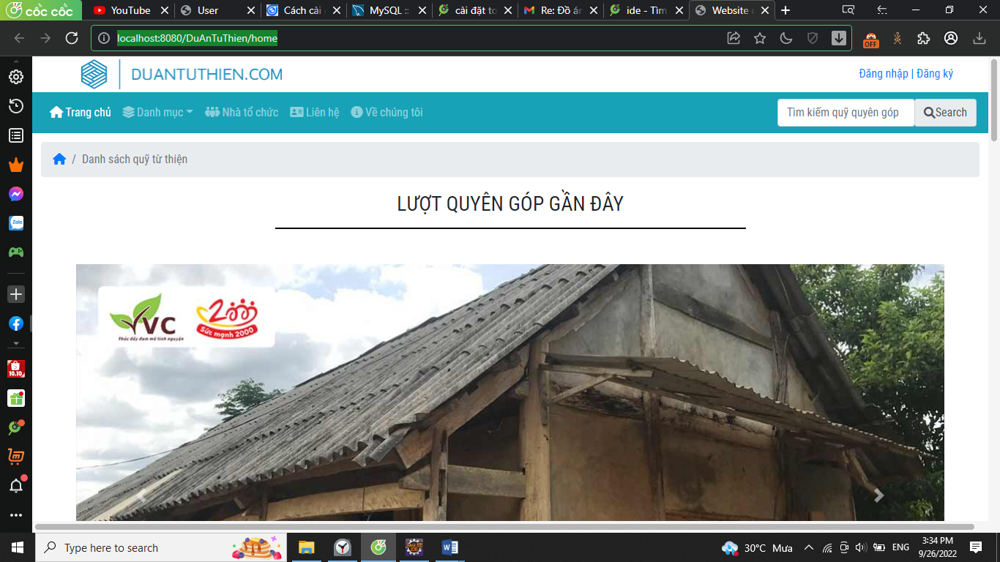 cốc cốc
YouTube
User
Cách cài
MySQL ::
cài đặt to
Re: Đồ án
ide - Tìm
Website
localhost:8080/DuAnTuThien/home
OFF
DUANTUTHIEN.COM
Đăng nhập | Đăng ký
Trang chủ
Danh mục
Nhà tổ chức
Liên hệ
Về chúng tôi
Tìm kiếm quỹ quyên góp
Search
/ Danh sách quỹ từ thiện
LƯỢT QUYÊN GÓP GẦN ĐÂY
VC
Thúc đẩy đam mê tình nguyện
2000
Sức mạnh 2000
Zalo
10.10
Type here to search
30°C Mưa
ENG
3:34 PM
9/26/2022